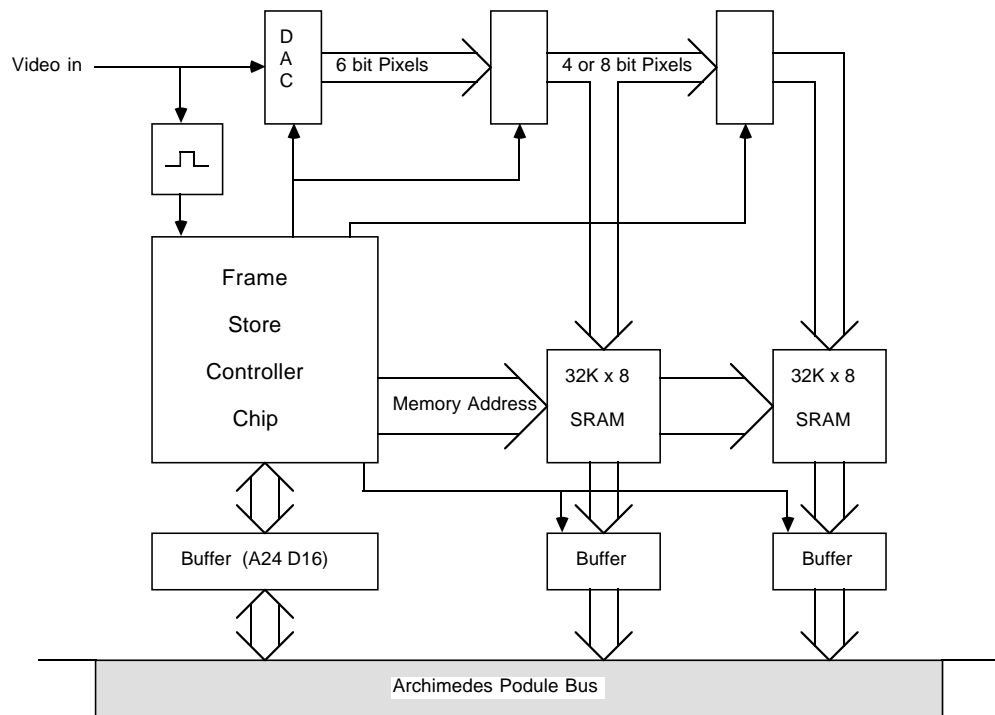 D
A
C
Video in
6 bit Pixels
4 or 8 bit Pixels
Frame
Store
Controller
Chip
Memory Address
32K x 8
SRAM
32K x 8
SRAM
Buffer (A24 D16)
Buffer
Buffer
Archimedes Podule Bus